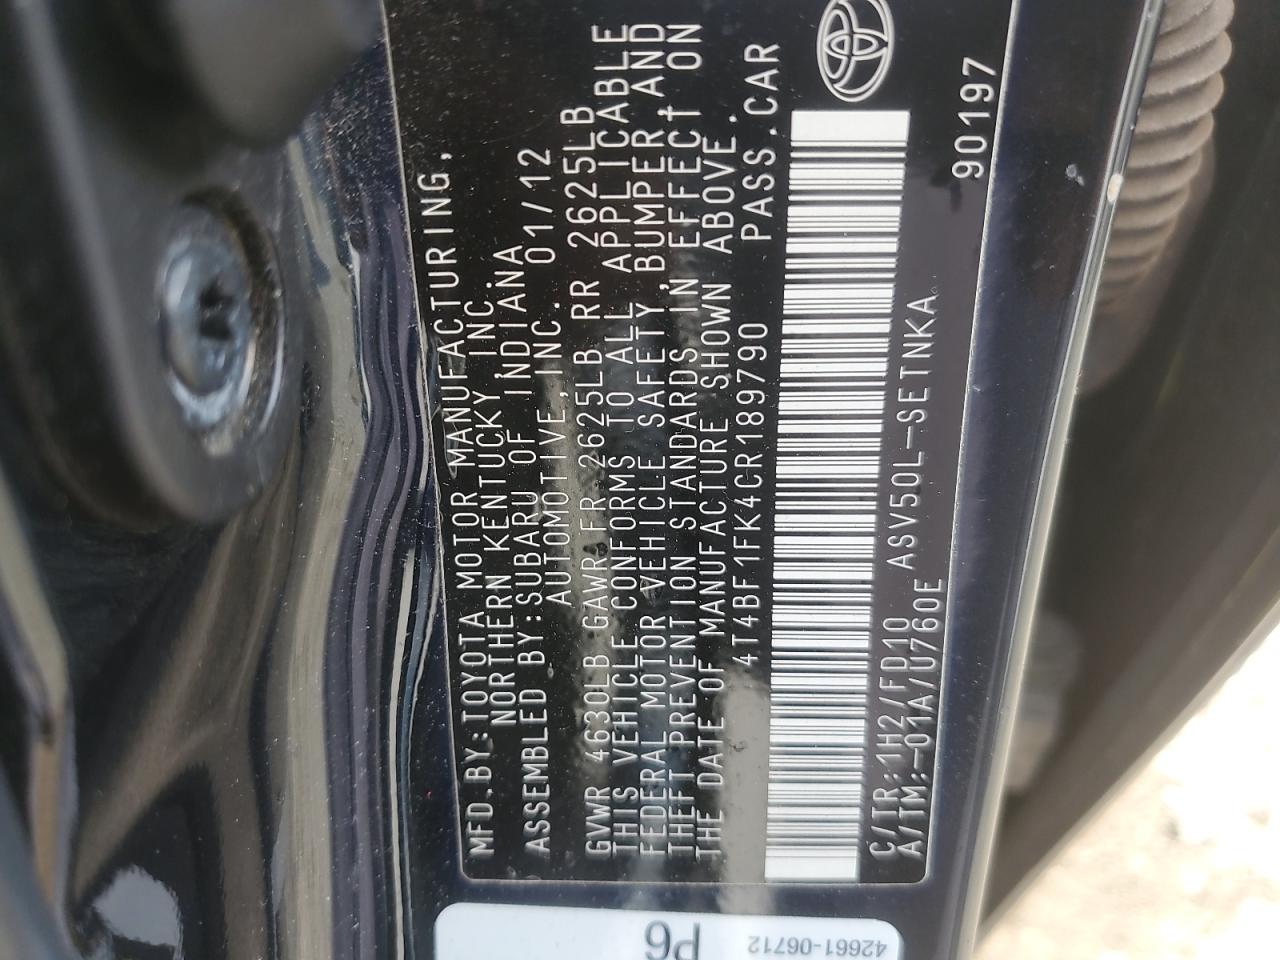 MFD.BY:TOYOTA MOTOR MANUFACTURING,
NORTHERN KENTUCKY,INC.
ASSEMBLED BY:SUBARU OF INDIANA
AUTOMOTIVE,INC. 01/12
GVWR 4630LB GAWR FR 2625LB RR 2625LB
THIS VEHICLE CONFORMS TO ALL APPLICABLE
FEDERAL MOTOR VEHICLE SAFETY,BUMPER,AND
THEFT PREVENTION STANDARDS IN EFFECT ON
THE DATE OF MANUFACTURE SHOWN ABOVE.
4T4BF1FK4CR189790 PASS.CAR
C/TR:1H2/FD10 ASV50L-SETNKA
A/TM:-01A/U760E
90197
P6
42661-06712